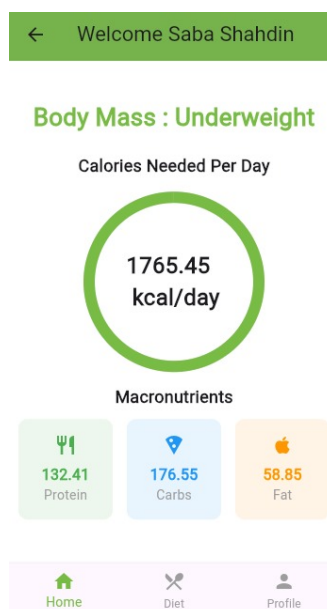 Welcome Saba Shahdin
Body Mass : Underweight
Calories Needed Per Day
1765.45
kcal/day
Macronutrients
132.41 176.55 58.85
Protein Carbs Fat
Home Diet Profile